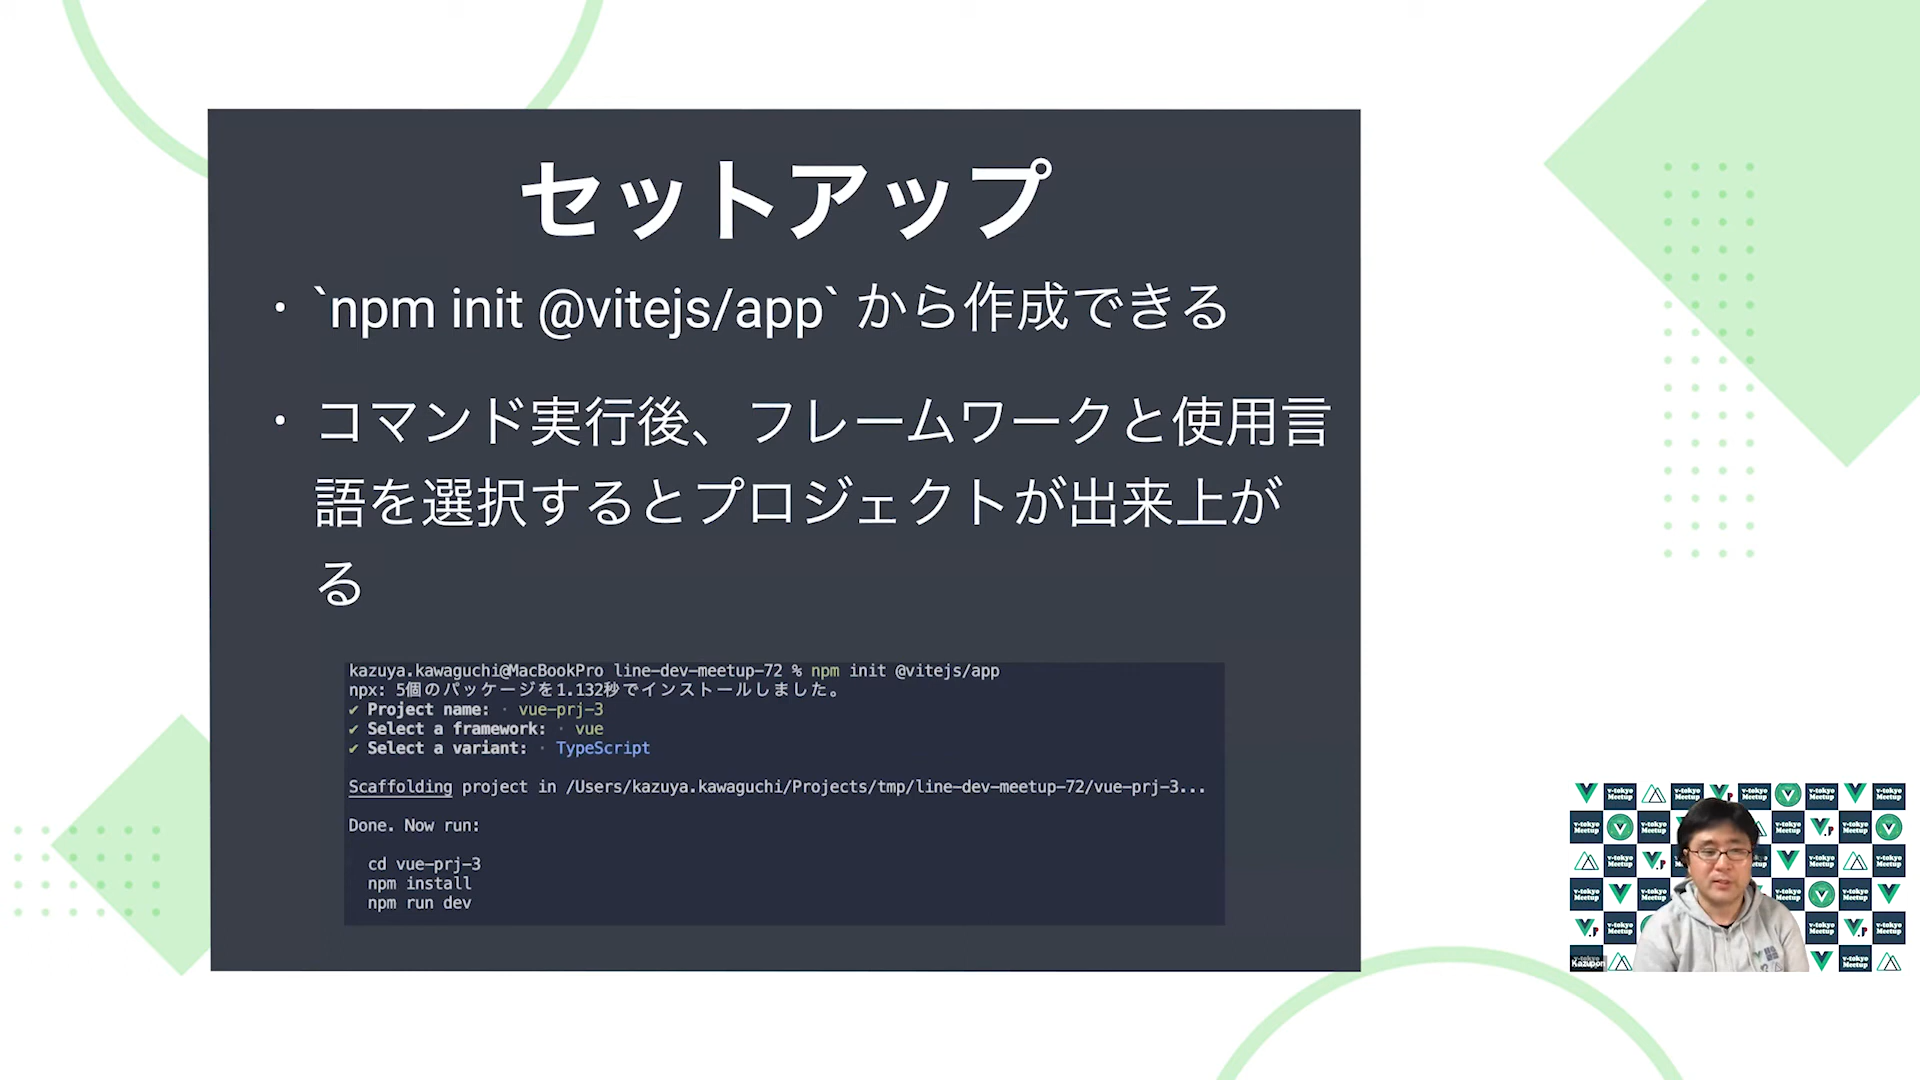 セットアップ
・`npm init @vitejs/app` から作成できる
・コマンド実行後、フレームワークと使用言
語を選択するとプロジェクトが出来上が
る
kazuya.kawaguchi@MacBookPro line-dev-meetup-72 % npm init @vitejs/app
npx: 5個のパッケージを1.132秒でインストールしました。
✔ Project name: · vue-prj-3
✔ Select a framework: · vue
✔ Select a variant: · TypeScript
Scaffolding project in /Users/kazuya.kawaguchi/Projects/tmp/line-dev-meetup-72/vue-prj-3...
Done. Now run:
cd vue-prj-3
npm install
npm run dev
v-tokyo
Meetup
Kazupon